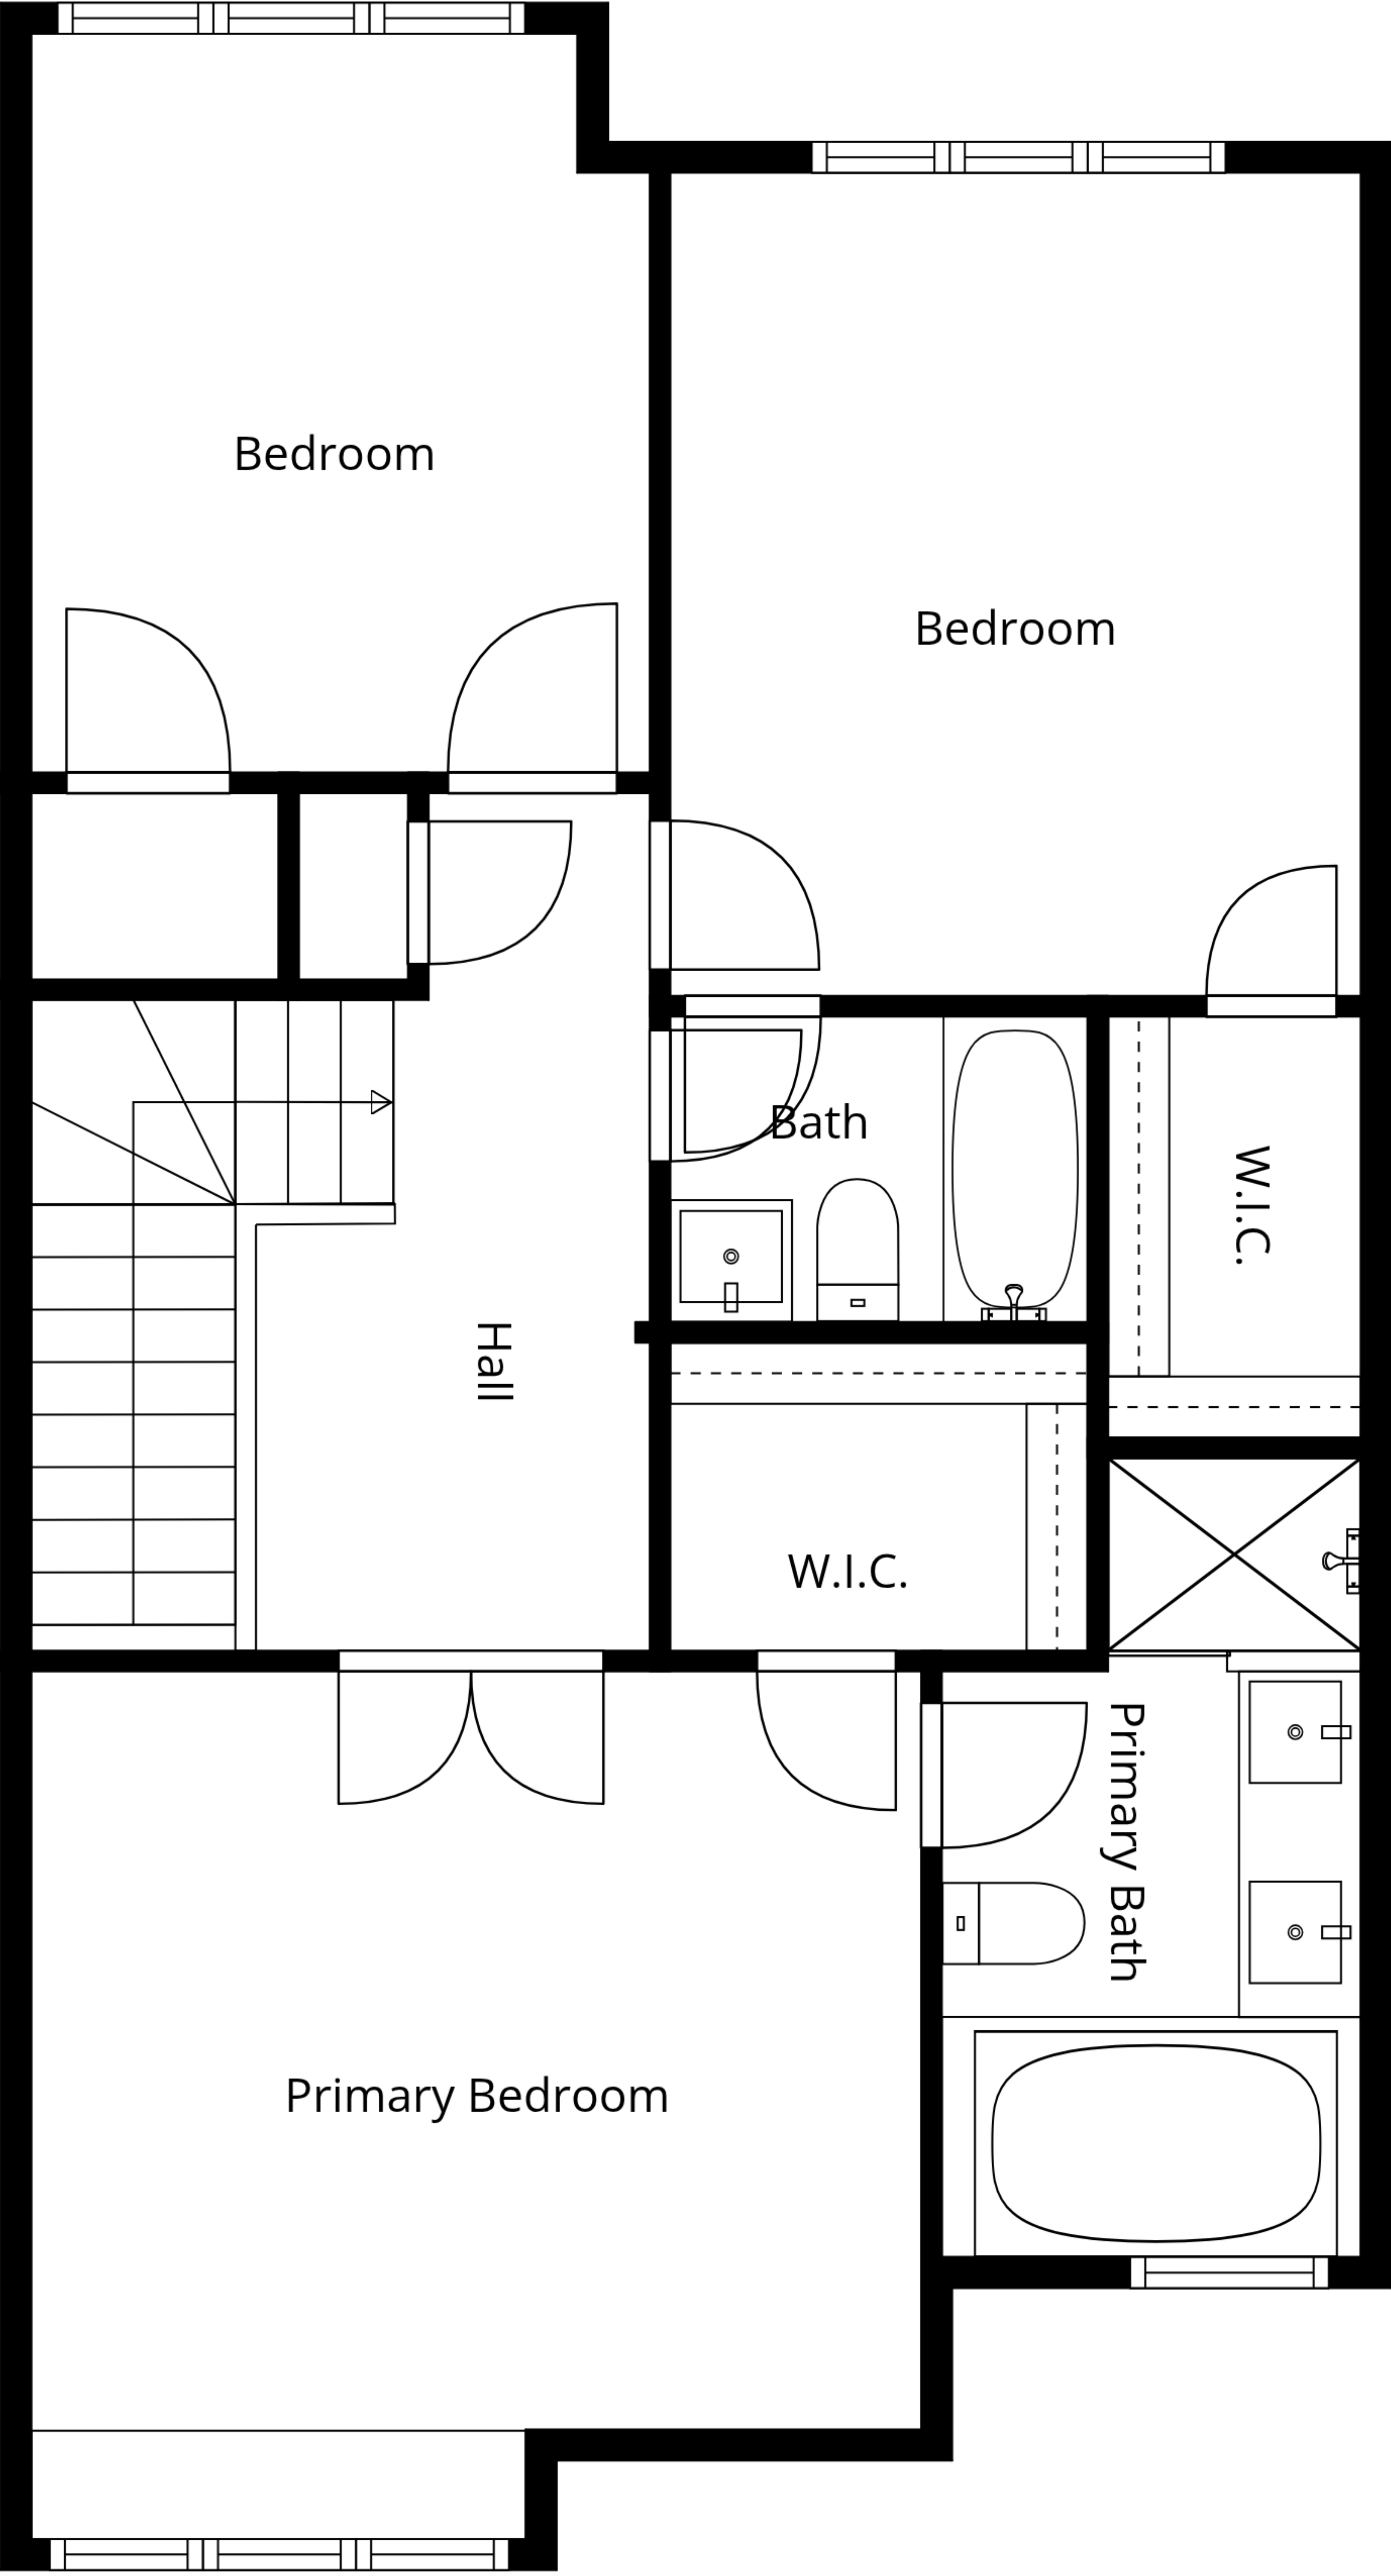 Bedroom
Bedroom
Bath
W.I.C.
Hall
W.I.C.
Primary Bath
Primary Bedroom